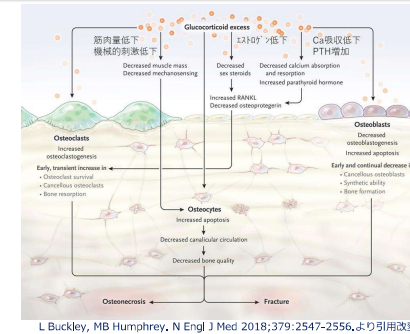 Glucocorticoid excess
筋肉量低下
機械的刺激低下
ｴｽﾄﾛｹﾞﾝ低下
Ca吸収低下
PTH増加
Decreased muscle mass
Decreased mechanosensing
Decreased
sex steroids
Decreased calcium absorption
and resorption
Increased parathyroid hormone
Increased RANKL
Decreased osteoprotegerin
Osteoclasts
Increased
osteoclastogenesis
Early, transient increase in
• Osteoclast survival
• Cancellous osteoclasts
• Bone resorption
Osteoblasts
Decreased
osteoblastogenesis
Increased apoptosis
Early and continual decrease i
• Cancellous osteoblasts
• Synthetic ability
• Bone formation
Osteocytes
Increased apoptosis
Decreased canalicular circulation
Decreased bone quality
Osteonecrosis
Fracture
L Buckley, MB Humphrey. N Engl J Med 2018;379:2547-2556.より引用改変